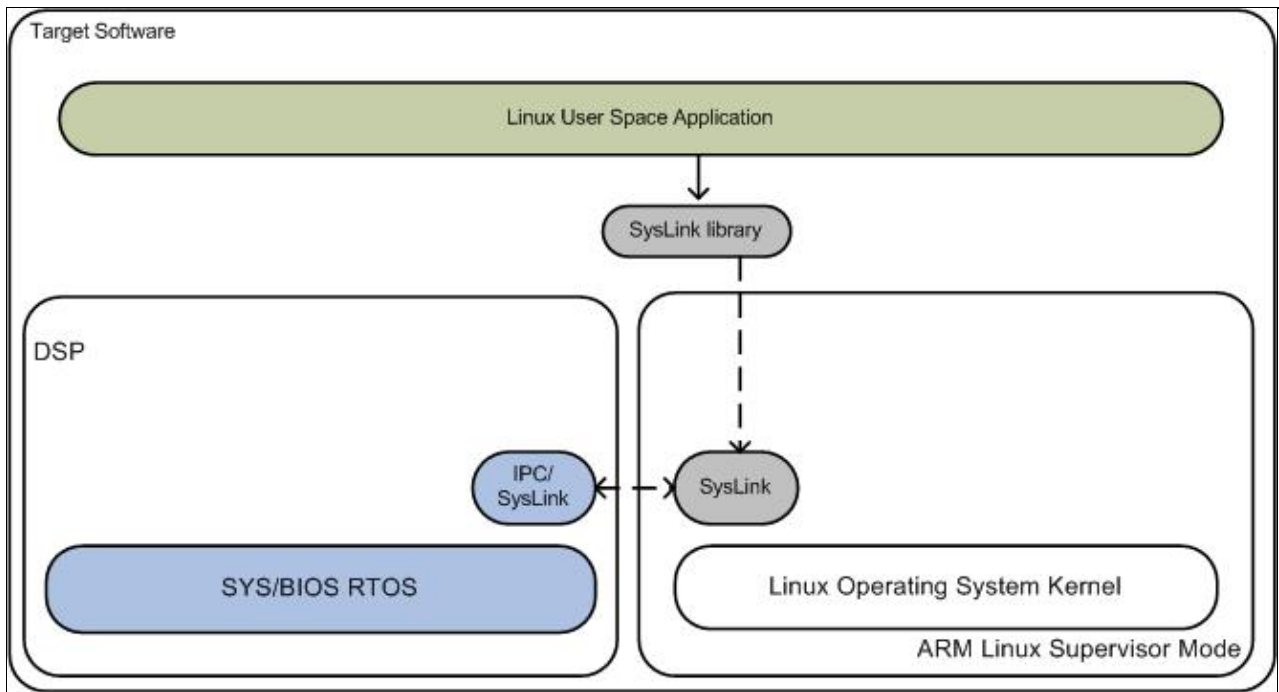 Target Software
Linux User Space Application
SysLink library
DSP
IPC/
SysLink
SysLink
SYS/BIOS RTOS
Linux Operating System Kernel
ARM Linux Supervisor Mode